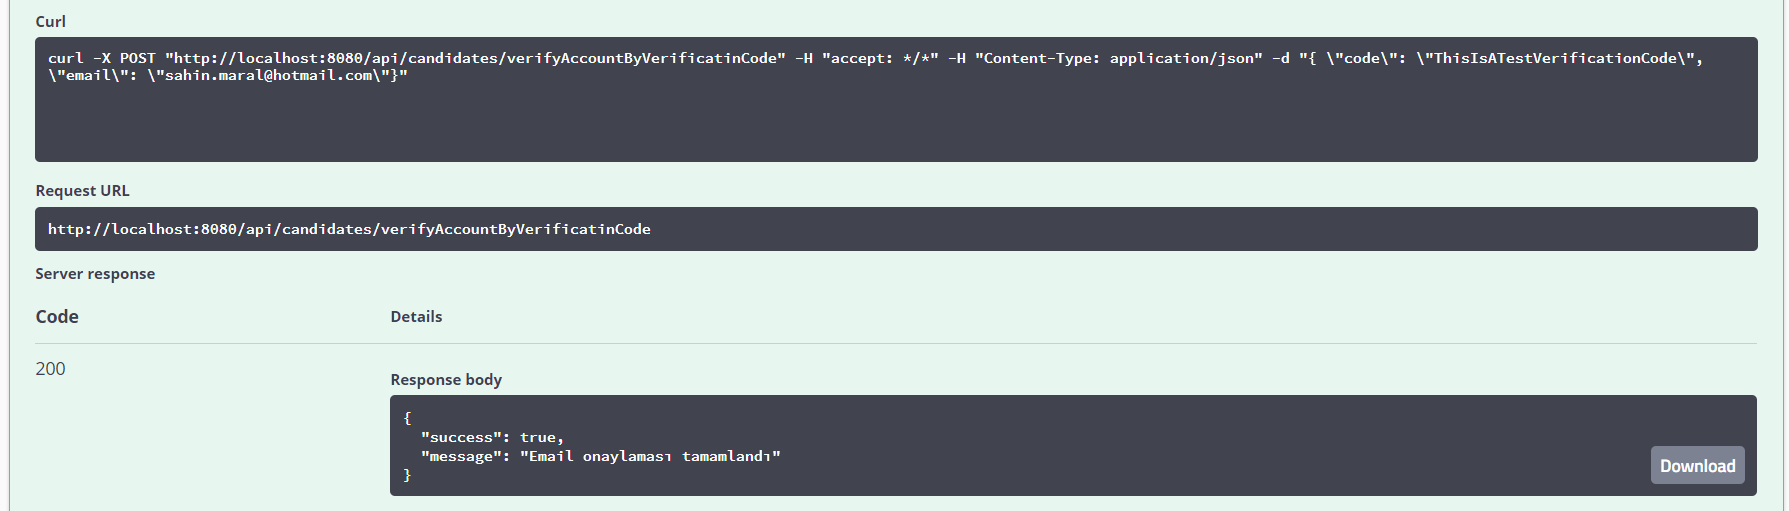 Curl
curl -X POST "http://localhost:8080/api/candidates/verifyAccountByVerificatinCode" -H "accept: */*" -H "Content-Type: application/json" -d "{ \"code\": \"ThisIsATestVerificationCode\",
\"email\": \"sahin.maral@hotmail.com\"}"
Request URL
http://localhost:8080/api/candidates/verifyAccountByVerificatinCode
Server response
Code Details
200
Response body
{
"success": true,
"message": "Email onaylaması tamamlandı"
}
Download